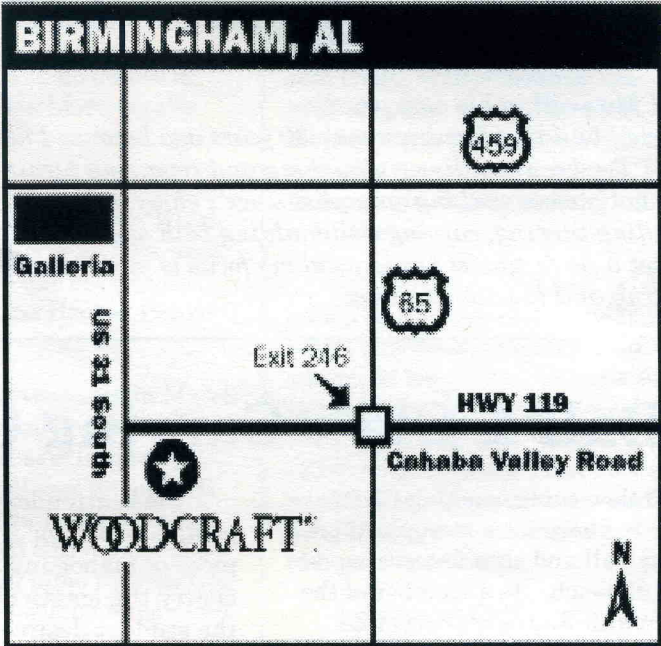 BIRMINGHAM, AL
459
Galleria
65
US 31 South
Exit 246
HWY 119
Cahaba Valley Road
WOODCRAFT
N